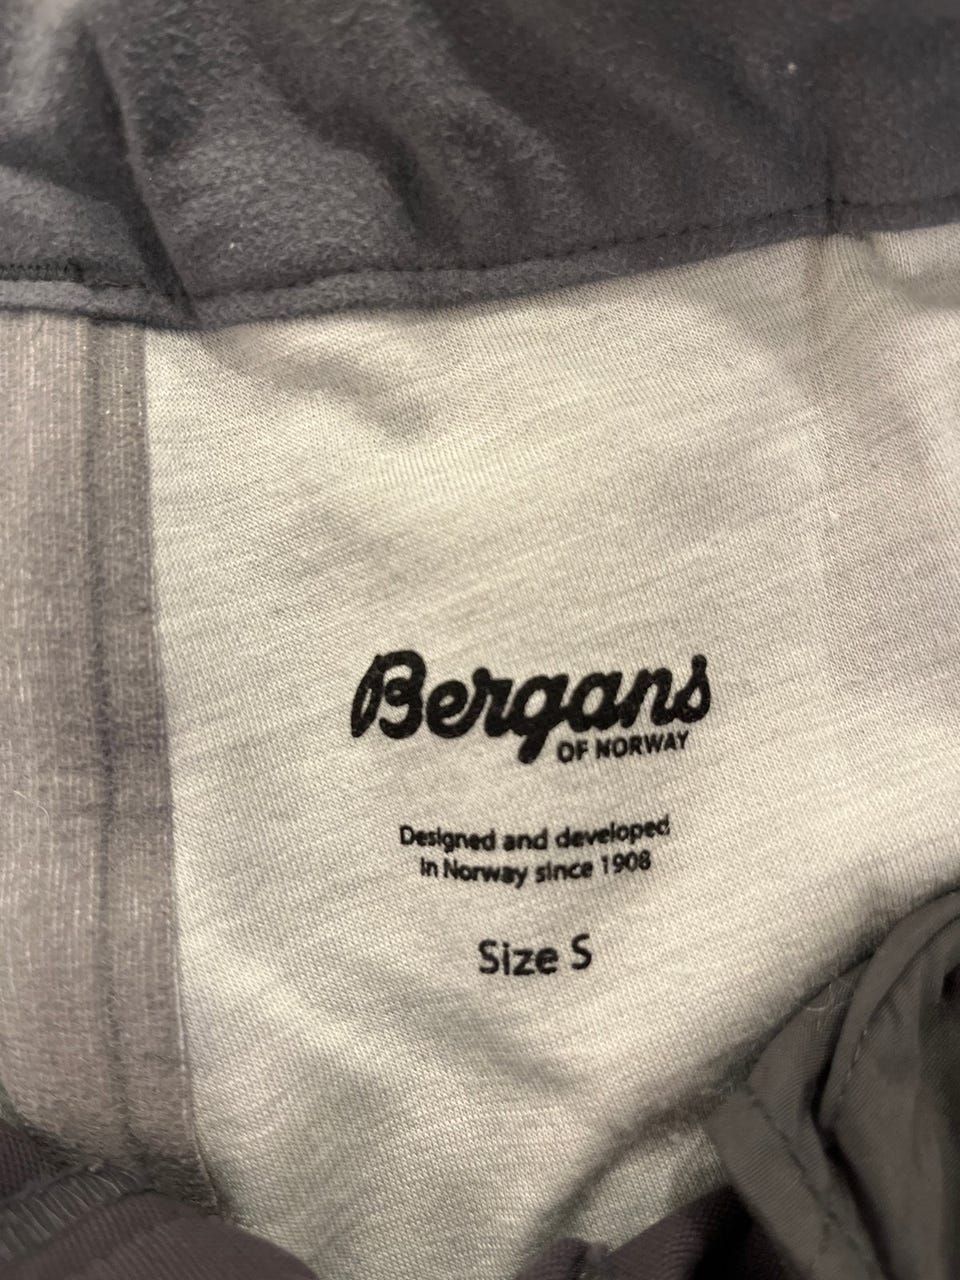 Bergans
OF NORWAY
Designed and developed
in Norway since 1908
Size S